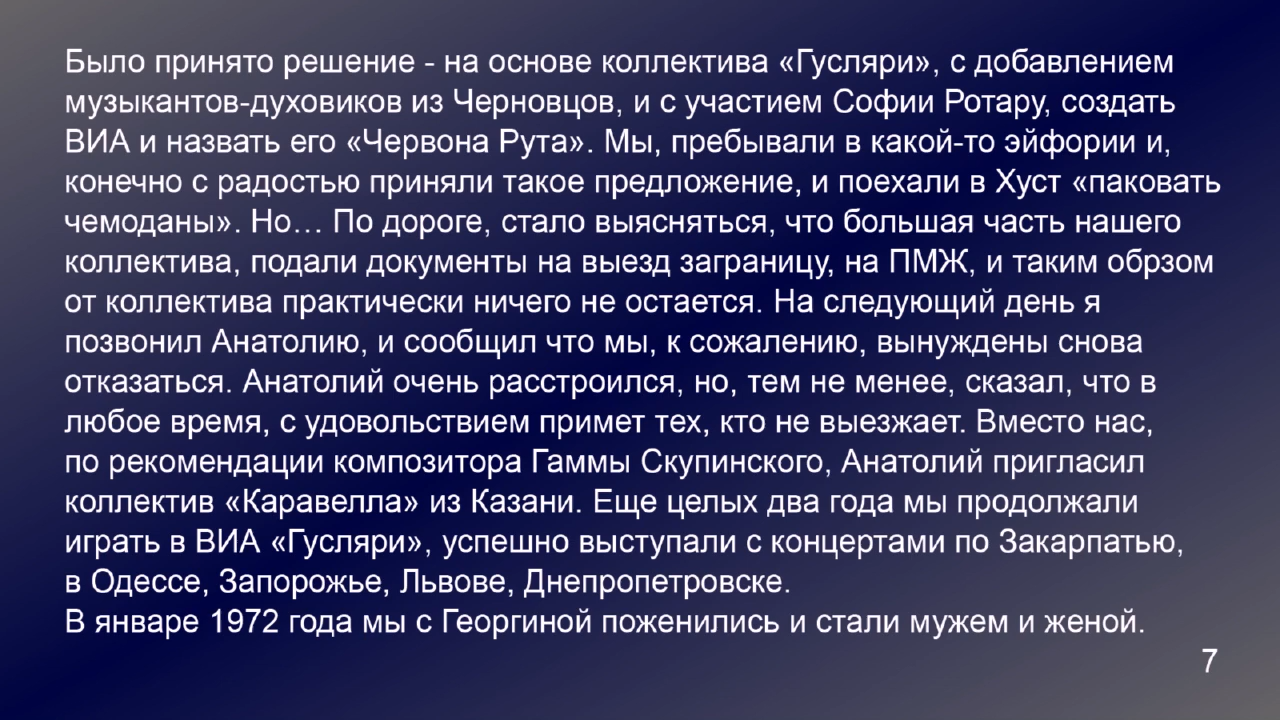 Было принято решение - на основе коллектива «Гусляри», с добавлением
музыкантов-духовиков из Черновцов, и с участием Софии Ротару, создать
ВИА и назвать его «Червона Рута». Мы, пребывали в какой-то эйфории и,
конечно с радостью приняли такое предложение, и поехали в Хуст «паковать
чемоданы». Но… По дороге, стало выясняться, что большая часть нашего
коллектива, подали документы на выезд заграницу, на ПМЖ, и таким обрзом
от коллектива практически ничего не остается. На следующий день я
позвонил Анатолию, и сообщил что мы, к сожалению, вынуждены снова
отказаться. Анатолий очень расстроился, но, тем не менее, сказал, что в
любое время, с удовольствием примет тех, кто не выезжает. Вместо нас,
по рекомендации композитора Гаммы Скупинского, Анатолий пригласил
коллектив «Каравелла» из Казани. Еще целых два года мы продолжали
играть в ВИА «Гусляри», успешно выступали с концертами по Закарпатью,
в Одессе, Запорожье, Львове, Днепропетровске.
В январе 1972 года мы с Георгиной поженились и стали мужем и женой.
7